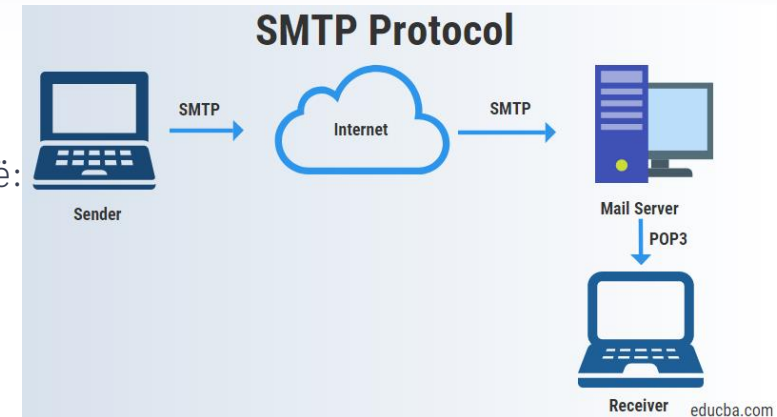 SMTP Protocol
SMTP
Internet
SMTP
Sender
Mail Server
POP3
Receiver
educba.com